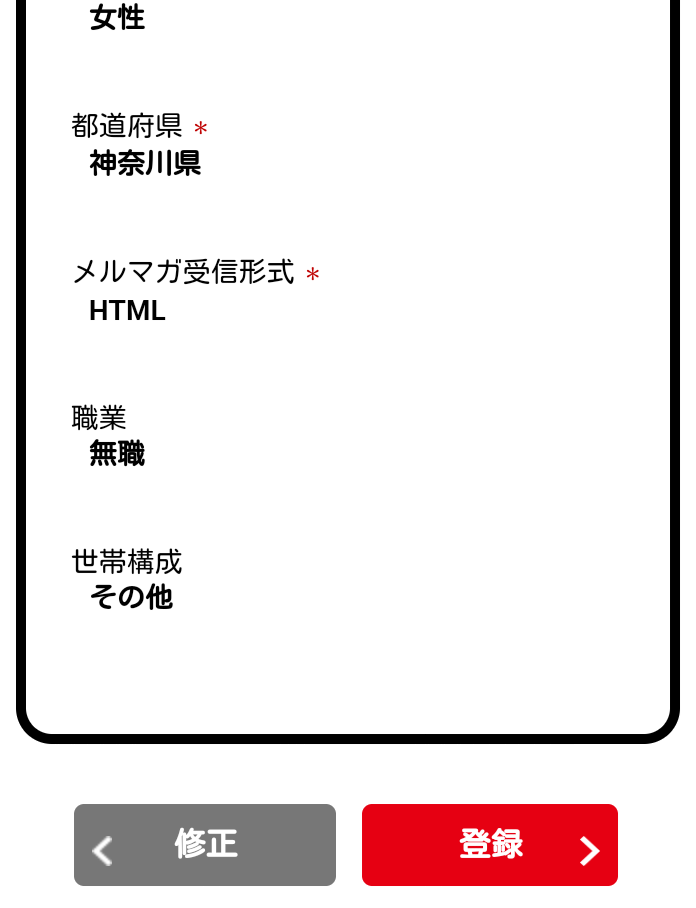 女性
都道府県 *
神奈川県
メルマガ受信形式 *
HTML
職業
無職
世帯構成
その他
修正
登録